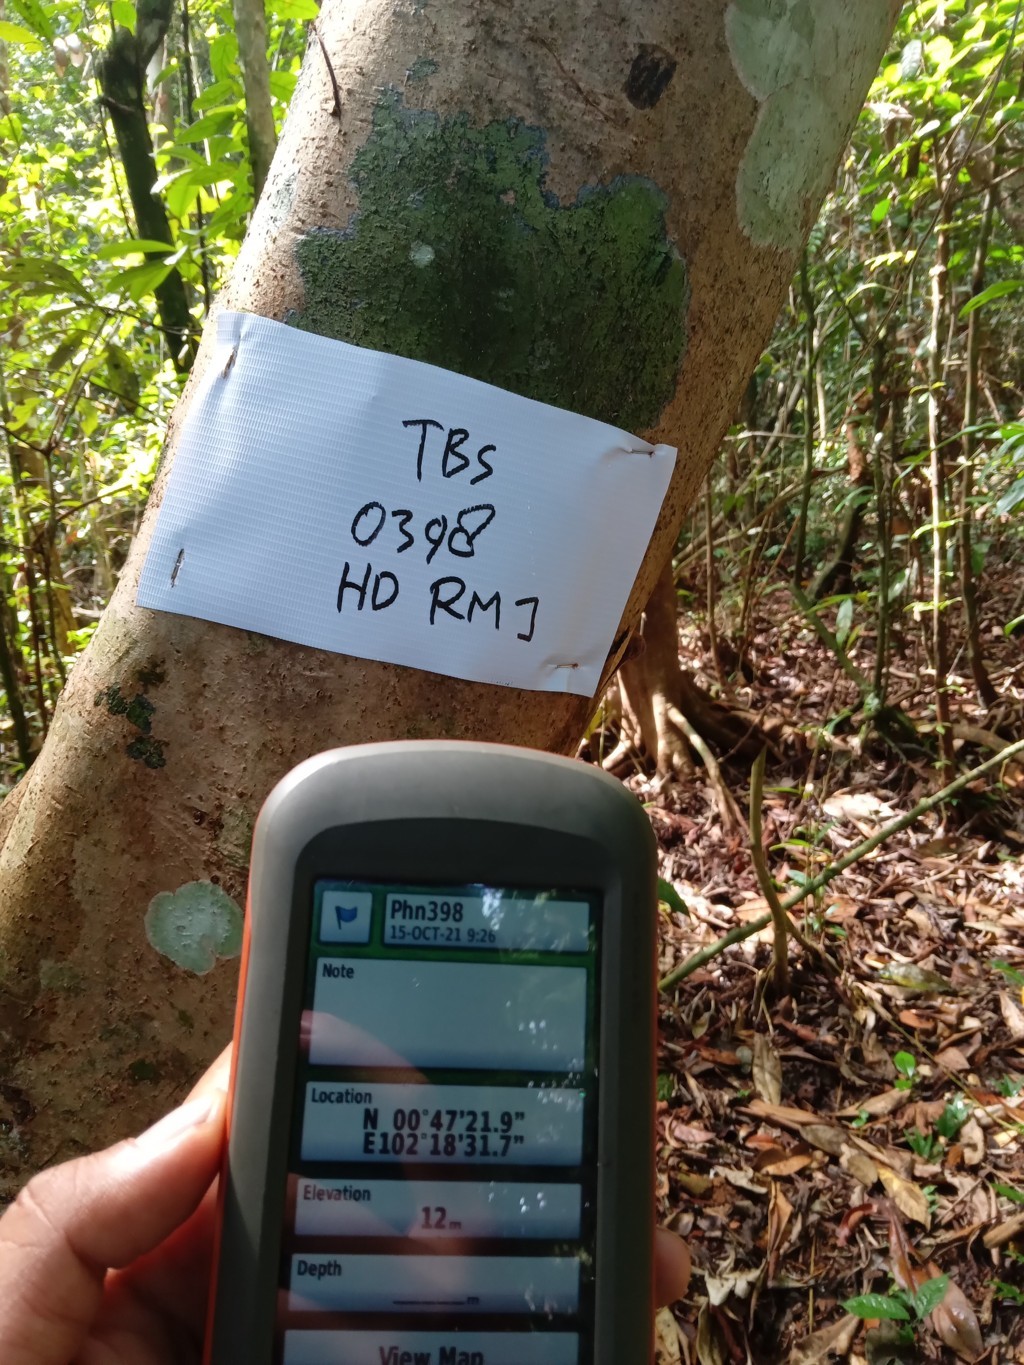 TBS
0398
HD RMJ
Phn398
15-OCT-21 9:26
Note
Location
N 00°47'21.9"
E102°18'31.7"
Elevation
12m
Depth
View Map